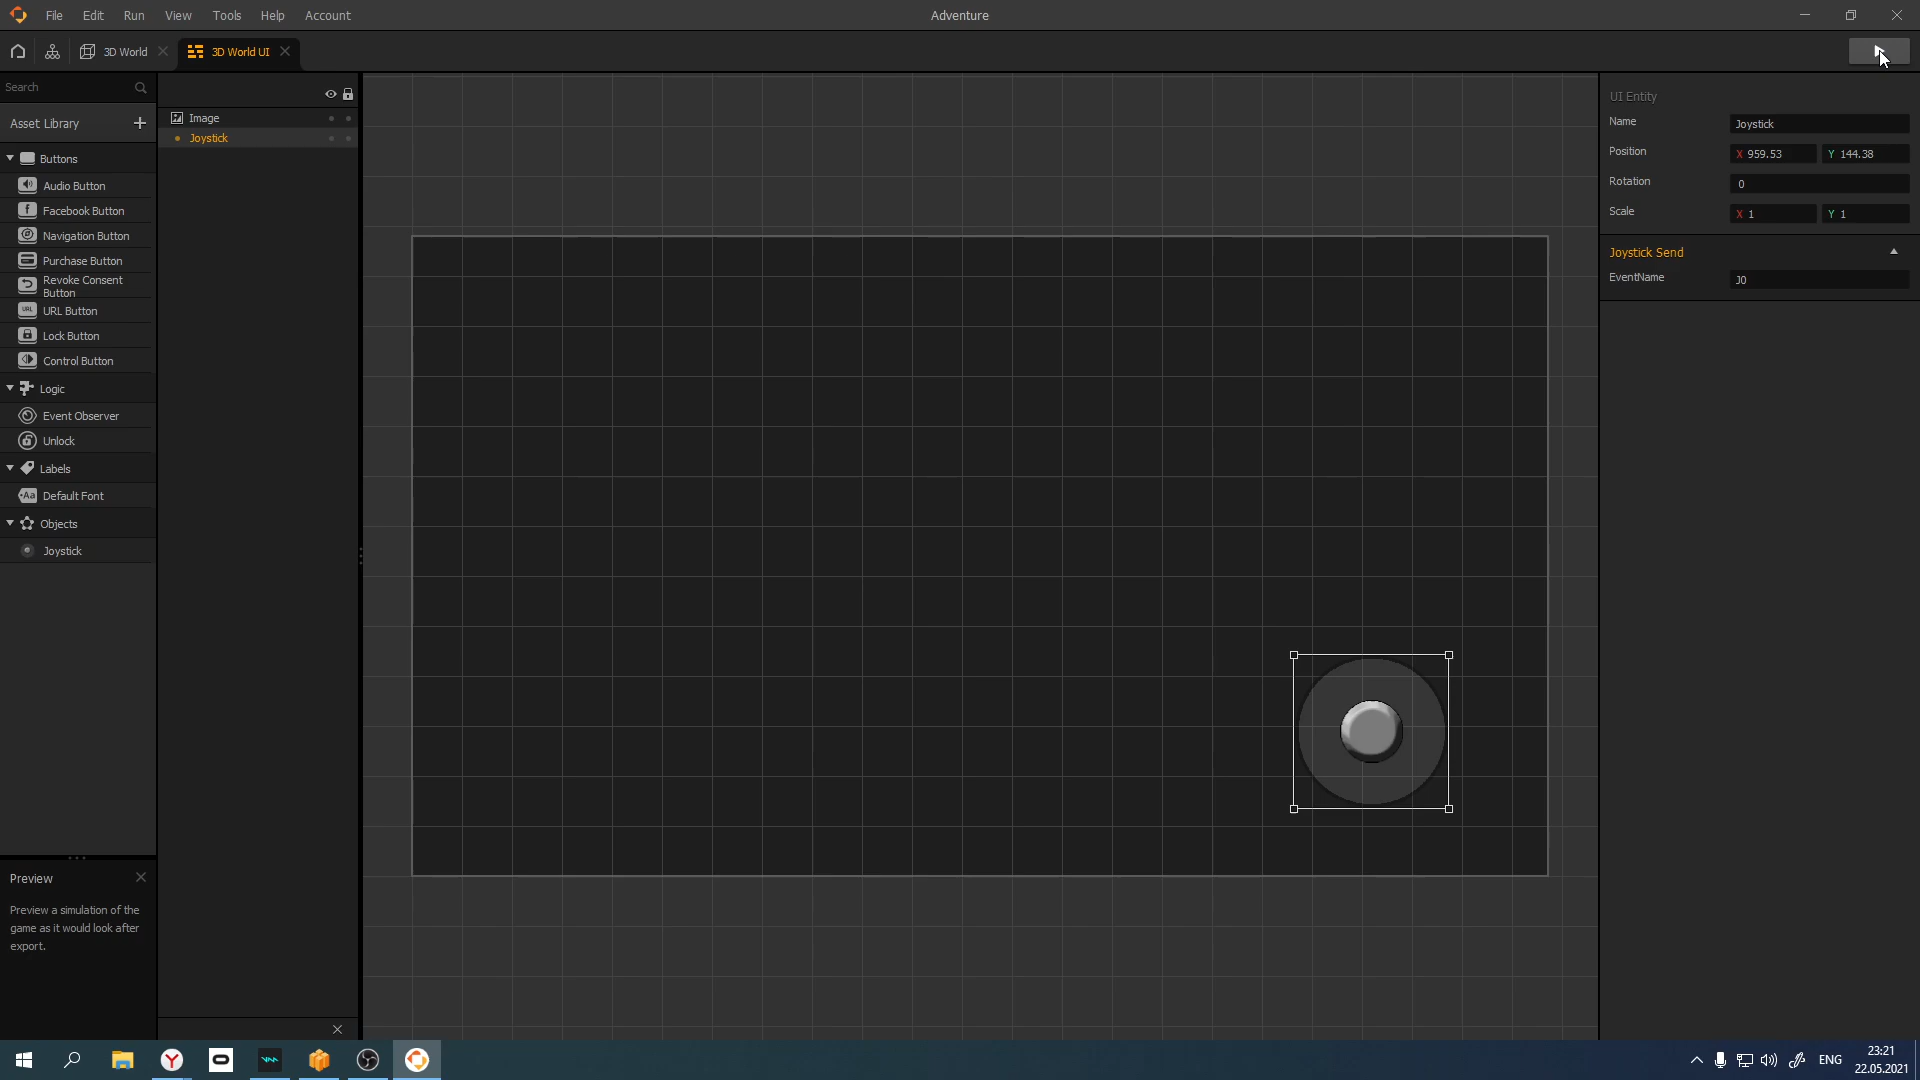 File Edit Run View Tools Help Account
Adventure
3D World
3D World UI
Search
Asset Library
Buttons
Audio Button
Facebook Button
Navigation Button
Purchase Button
Revoke Consent
Button
URL Button
Lock Button
Control Button
Logic
Event Observer
Unlock
Labels
Aa Default Font
Objects
Joystick
Preview
Preview a simulation of the
game as it would look after
export.
Image
Joystick
UI Entity
Name Joystick
Position X 959.53 Y 144.38
Rotation 0
Scale X 1 Y 1
Joystick Send
EventName J0
ENG
23:21
22.05.2021